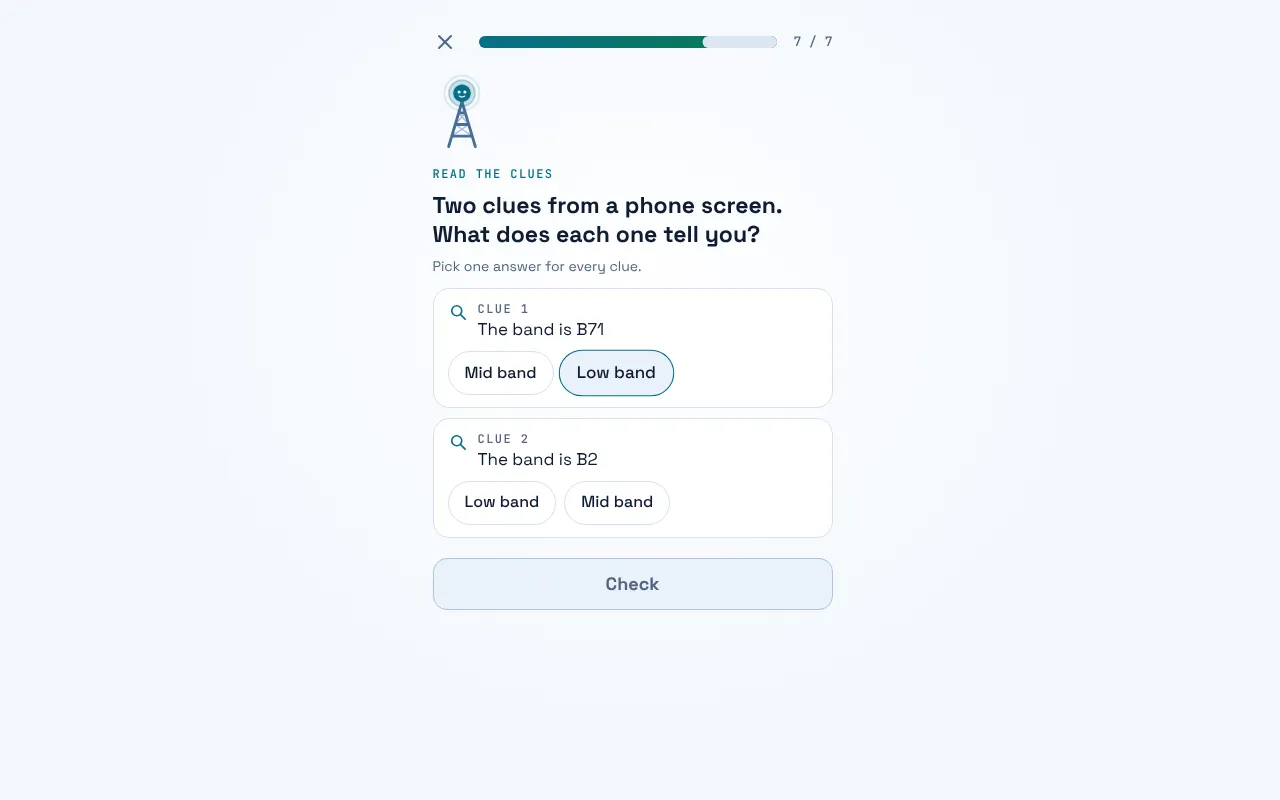 7 / 7
READ THE CLUES
Two clues from a phone screen.
What does each one tell you?
Pick one answer for every clue.
CLUE 1
The band is B71
Mid band
Low band
CLUE 2
The band is B2
Low band
Mid band
Check